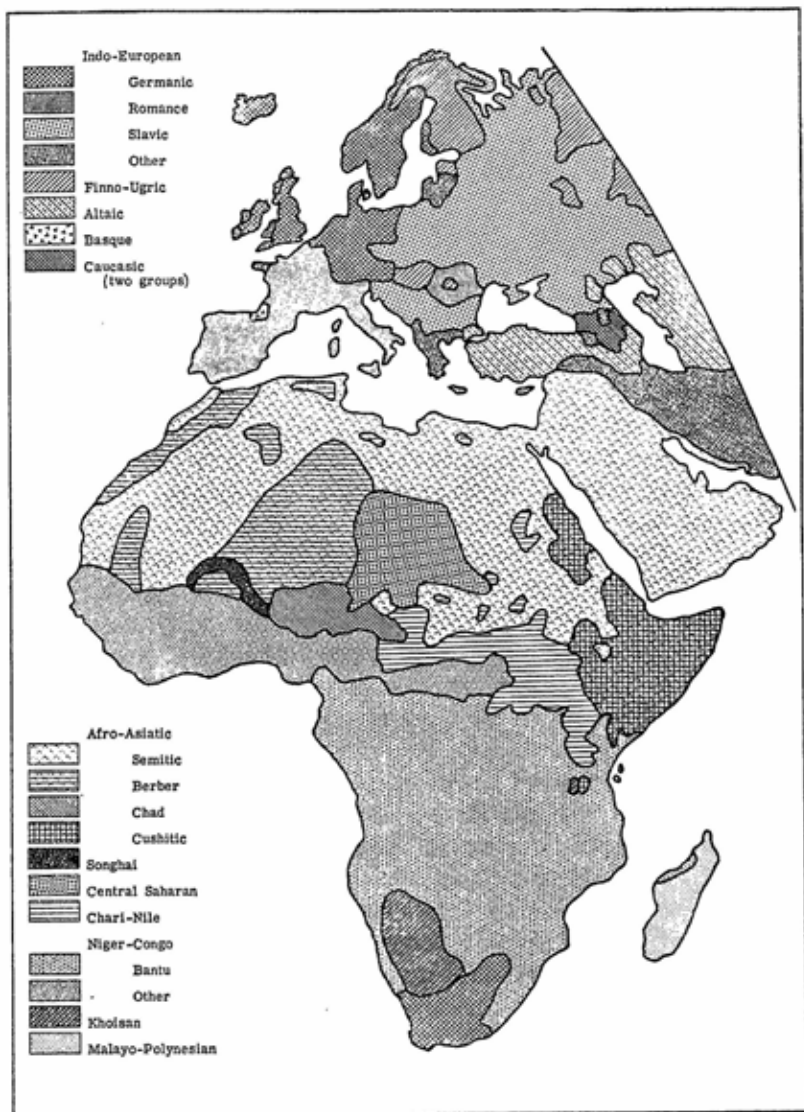 Indo-European
Germanic
Romance
Slavic
Other
Finno-Ugric
Altaic
Basque
Caucasic
(two groups)
Afro-Asiatic
Semitic
Berber
Chad
Cushitic
Songhai
Central Saharan
Chari-Nile
Niger-Congo
Bantu
Other
Khoisan
Malayo-Polynesian